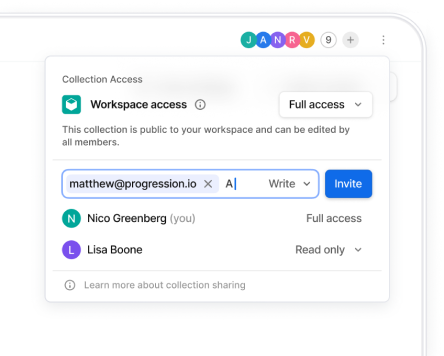 J A N R V 9 +
Collection Access
Workspace access Full access
This collection is public to your workspace and can be edited by
all members.
matthew@progression.io × A Write Invite
N Nico Greenberg (you) Full access
L Lisa Boone Read only
Learn more about collection sharing